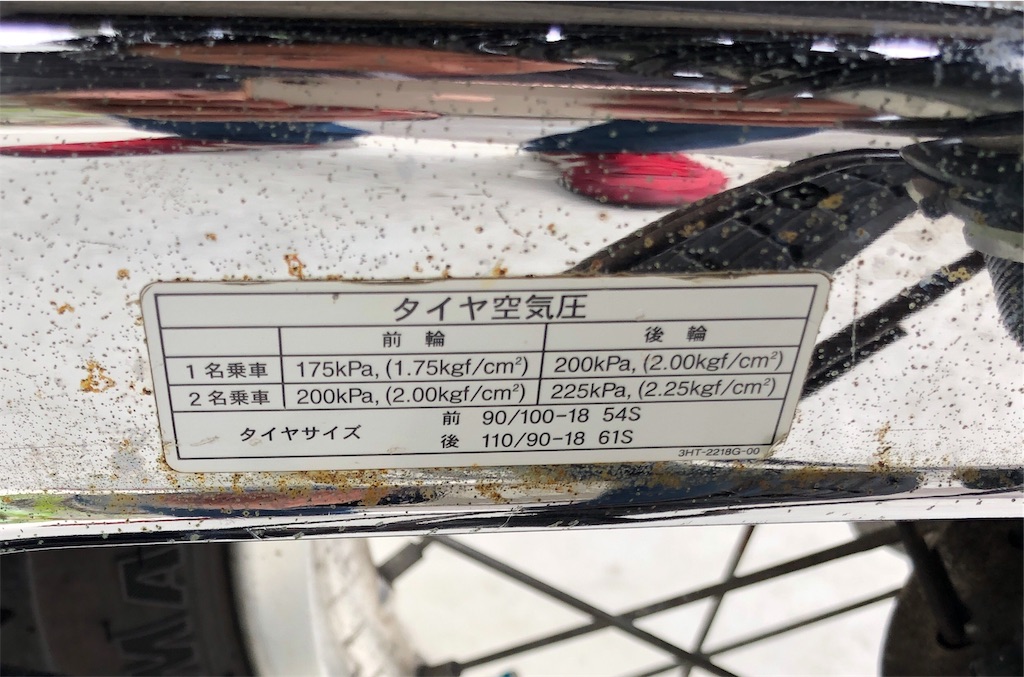 タイヤ空気圧
前輪 後輪
1名乗車 175kPa, (1.75kgf/cm²) 200kPa, (2.00kgf/cm²)
2名乗車 200kPa, (2.00kgf/cm²) 225kPa, (2.25kgf/cm²)
タイヤサイズ 前 90/100-18 54S
後 110/90-18 61S
3HT-2218G-00